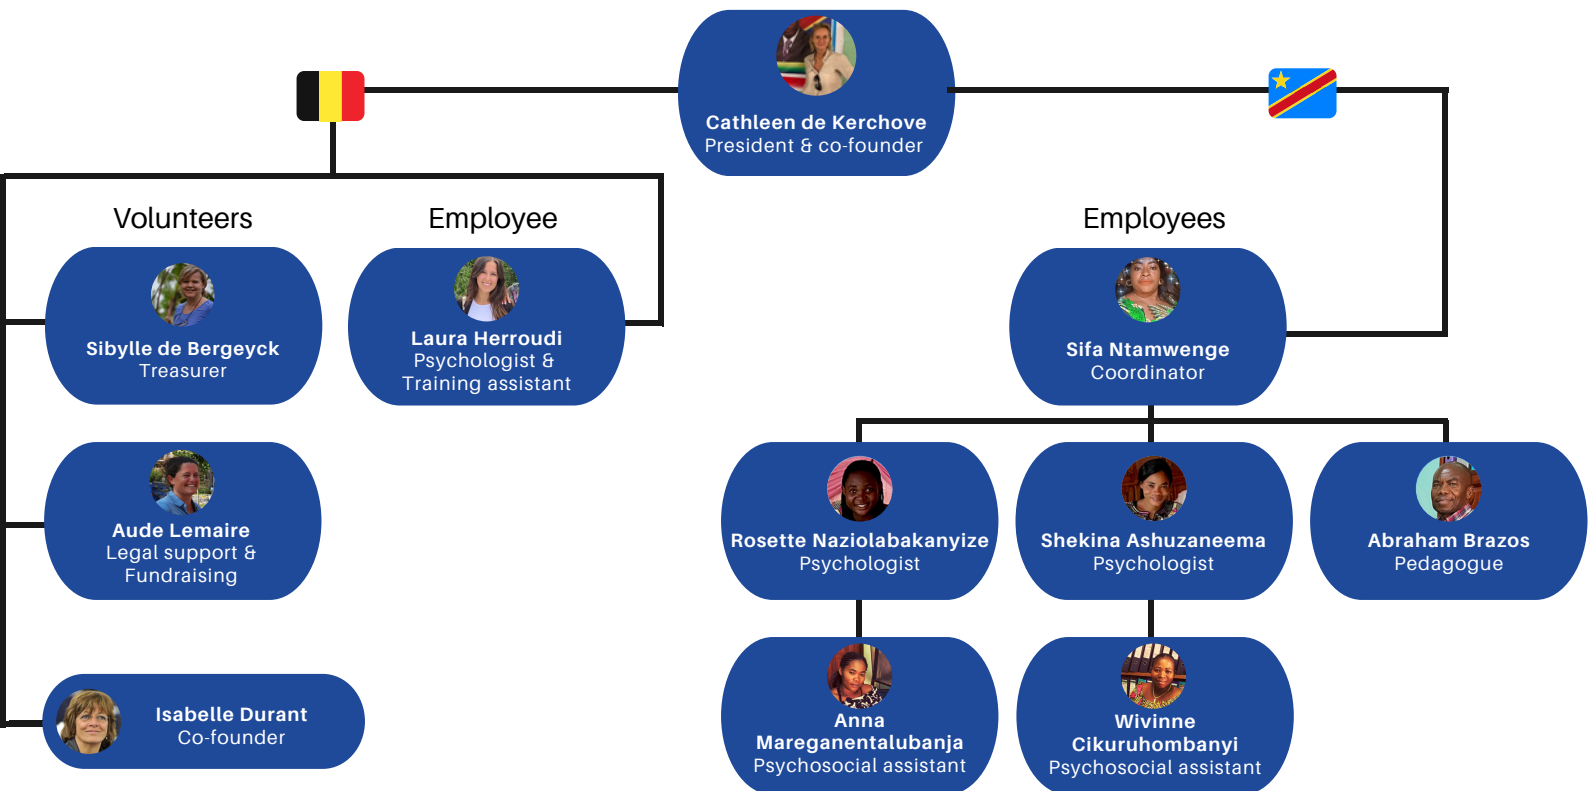 Cathleen de Kerchove
President & co-founder
Volunteers
Employee
Employees
Sibylle de Bergeyck
Treasurer
Laura Herroudi
Psychologist &
Training assistant
Sifa Ntamwenge
Coordinator
Aude Lemaire
Legal support &
Fundraising
Rosette Naziolabakanyize
Psychologist
Shekina Ashuzaneema
Psychologist
Abraham Brazos
Pedagogue
Isabelle Durant
Co-founder
Anna
Mareganentalubanja
Psychosocial assistant
Wivinne
Cikuruhombanyi
Psychosocial assistant